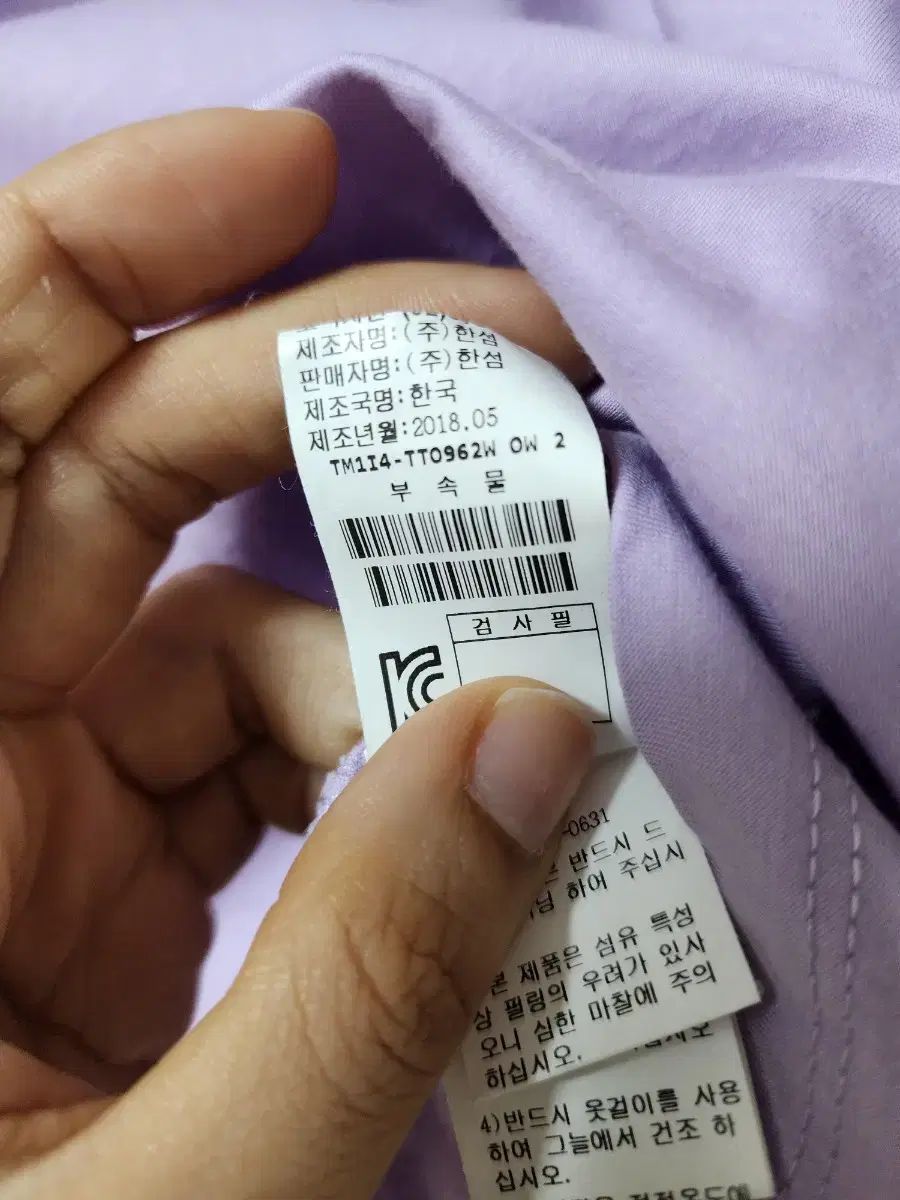 제조자명:(주)한섬
판매자명:(주)한섬
제조국명:한국
제조년월:2018.05
TM1I4-TTO962W OW 2
부 속 물
검 사 필
-0631
반드시 드
하여 주십시
본 제품은 섬유 특성
상 필링의 우려가 있사
오니 심한 마찰에 주의
하십시오.
4)반드시 옷걸이를 사용
하여 그늘에서 건조 하
십시오.